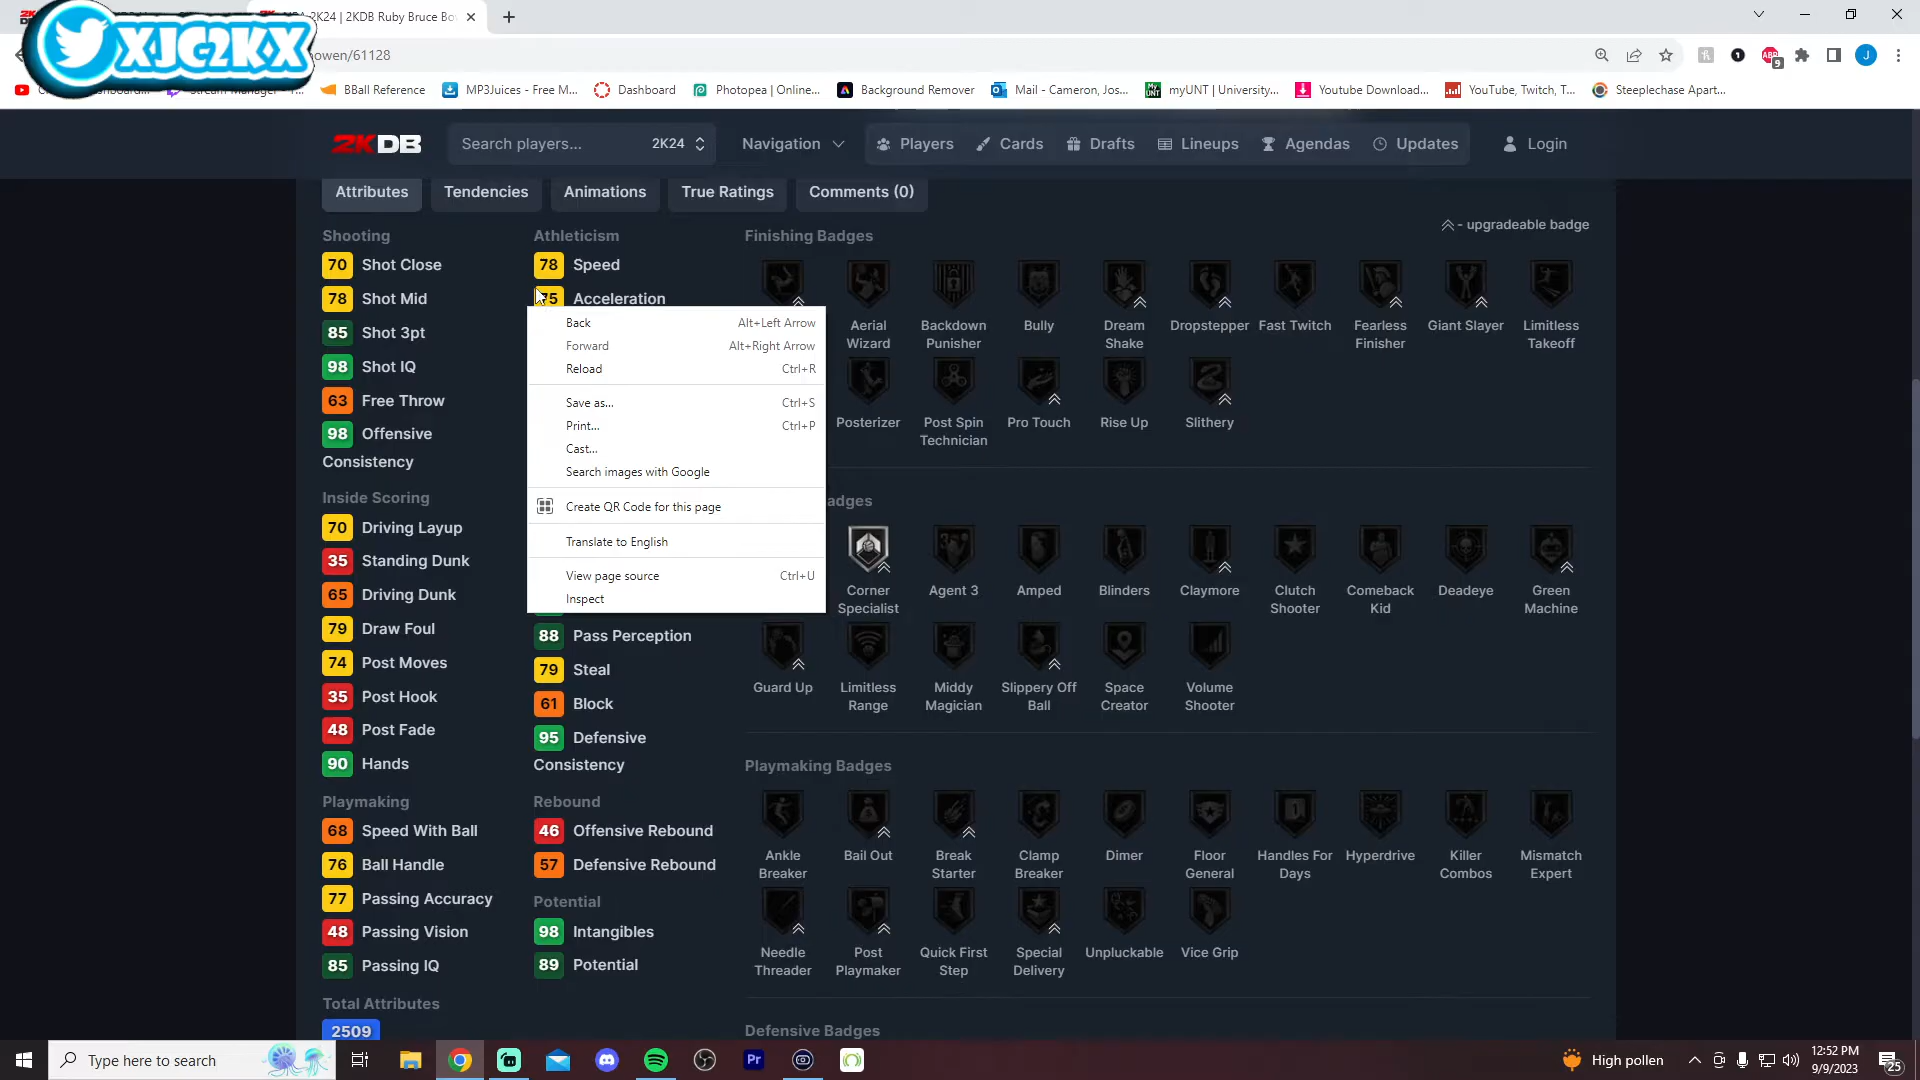 2K24 | 2KDB Ruby Bruce Bo
XJC2KX
owen/61128
BBall Reference
MP3Juices - Free M...
Dashboard
Photopea | Online...
Background Remover
Mail - Cameron, Jos...
myUNT | University...
Youtube Download...
YouTube, Twitch, T...
Steeplechase Apart...
2KDB
Search players...
2K24
Navigation
Players
Cards
Drafts
Lineups
Agendas
Updates
Login
Attributes
Tendencies
Animations
True Ratings
Comments (0)
- upgradeable badge
Shooting
70 Shot Close
78 Shot Mid
85 Shot 3pt
98 Shot IQ
63 Free Throw
98 Offensive
Consistency
Inside Scoring
70 Driving Layup
35 Standing Dunk
65 Driving Dunk
79 Draw Foul
74 Post Moves
35 Post Hook
48 Post Fade
90 Hands
Playmaking
68 Speed With Ball
76 Ball Handle
77 Passing Accuracy
48 Passing Vision
85 Passing IQ
Total Attributes
2509
Athleticism
78 Speed
75 Acceleration
Back Alt+Left Arrow
Forward Alt+Right Arrow
Reload Ctrl+R
Save as... Ctrl+S
Print... Ctrl+P
Cast...
Search images with Google
Create QR Code for this page
Translate to English
View page source Ctrl+U
Inspect
88 Pass Perception
79 Steal
61 Block
95 Defensive
Consistency
Rebound
46 Offensive Rebound
57 Defensive Rebound
Potential
98 Intangibles
89 Potential
Finishing Badges
Aerial
Wizard
Backdown
Punisher
Bully
Dream
Shake
Dropstepper
Fast Twitch
Fearless
Finisher
Giant Slayer
Limitless
Takeoff
Posterizer
Post Spin
Technician
Pro Touch
Rise Up
Slithery
adges
Corner
Specialist
Agent 3
Amped
Blinders
Claymore
Clutch
Shooter
Comeback
Kid
Deadeye
Green
Machine
Guard Up
Limitless
Range
Middy
Magician
Slippery Off
Ball
Space
Creator
Volume
Shooter
Playmaking Badges
Ankle
Breaker
Bail Out
Break
Starter
Clamp
Breaker
Dimer
Floor
General
Handles For
Days
Hyperdrive
Killer
Combos
Mismatch
Expert
Needle
Threader
Post
Playmaker
Quick First
Step
Special
Delivery
Unpluckable
Vice Grip
Defensive Badges
Type here to search
High pollen
12:52 PM
9/9/2023
25